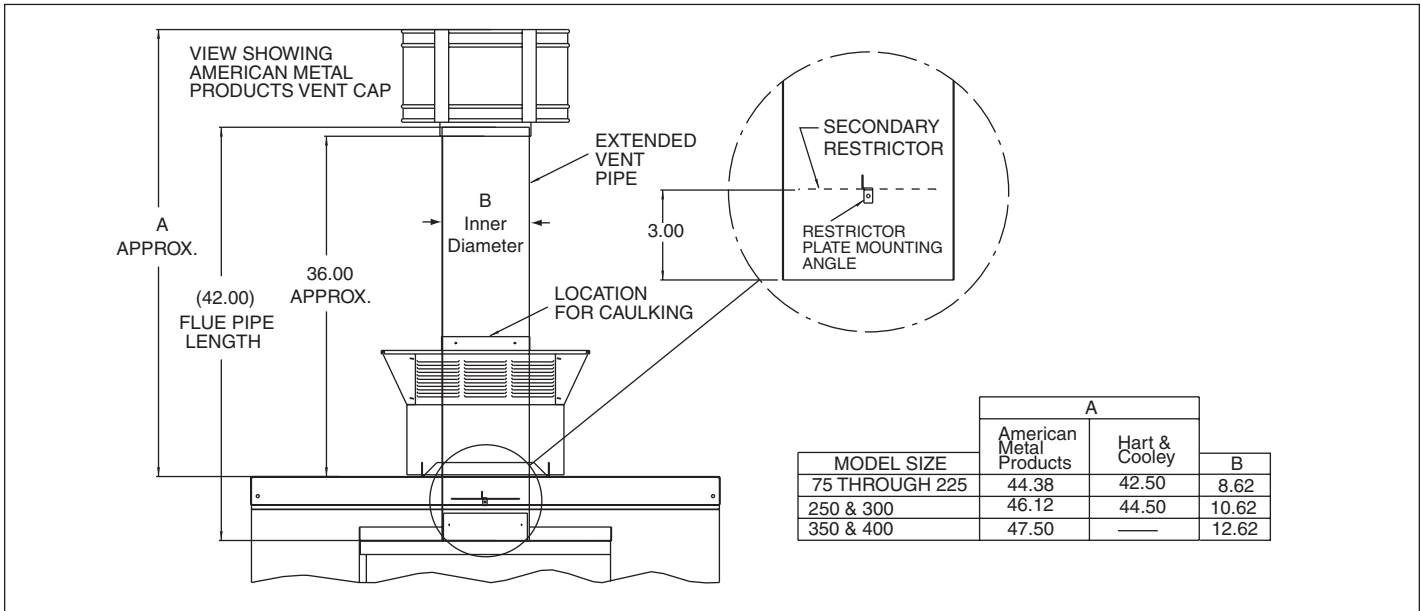 VIEW SHOWING
AMERICAN METAL
PRODUCTS VENT CAP
EXTENDED
VENT
PIPE
SECONDARY
RESTRICTOR
B
Inner
Diameter
3.00
RESTRICTOR
PLATE MOUNTING
ANGLE
A
APPROX.
36.00
APPROX.
(42.00)
FLUE PIPE
LENGTH
LOCATION
FOR CAULKING
A
MODEL SIZE American Metal Products Hart & Cooley B
75 THROUGH 225 44.38 42.50 8.62
250 & 300 46.12 44.50 10.62
350 & 400 47.50 —— 12.62